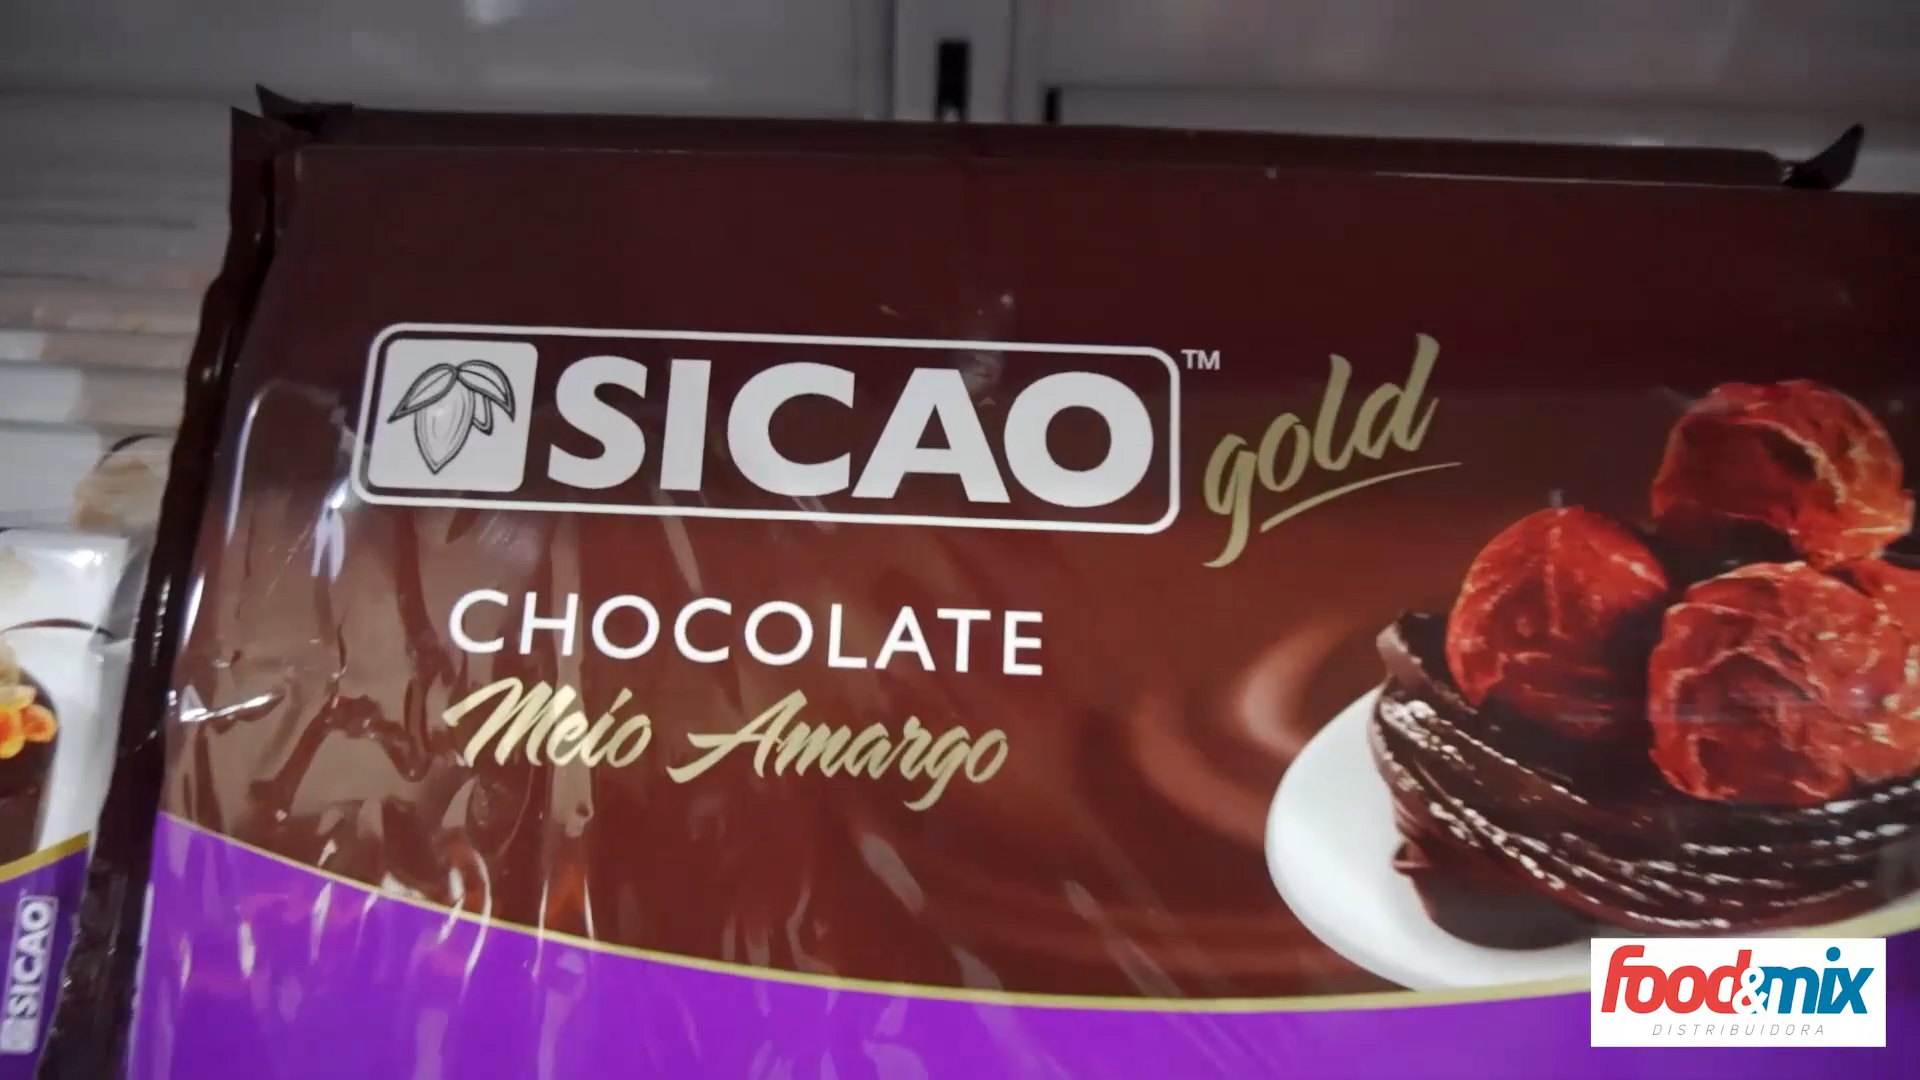 SICAO™ gold
CHOCOLATE
Meio Amargo
SICAO
food&mix
DISTRIBUIDORA